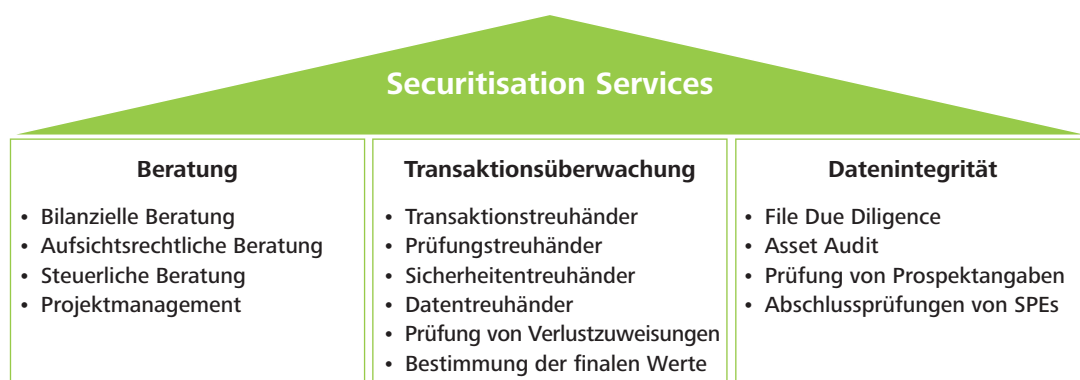 Securitisation Services
Beratung
• Bilanzielle Beratung
• Aufsichtsrechtliche Beratung
• Steuerliche Beratung
• Projektmanagement
Transaktionsüberwachung
• Transaktionstreuhänder
• Prüfungstreuhänder
• Sicherheitentreuhänder
• Datentreuhänder
• Prüfung von Verlustzuweisungen
• Bestimmung der finalen Werte
Datenintegrität
• File Due Diligence
• Asset Audit
• Prüfung von Prospektangaben
• Abschlussprüfungen von SPEs